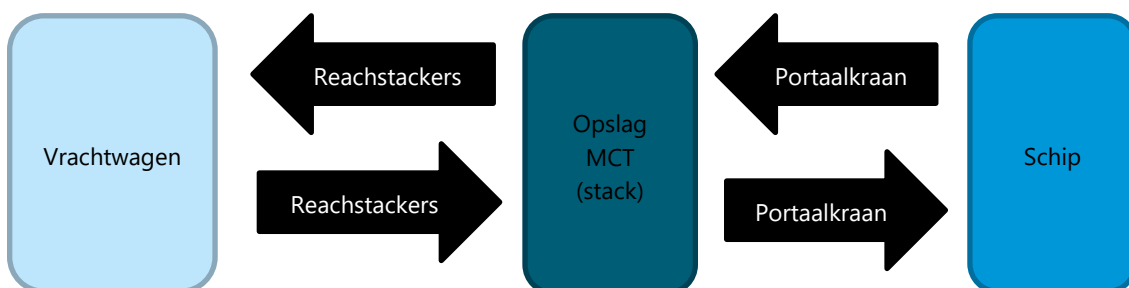 Vrachtwagen
Reachstackers
Reachstackers
Opslag
MCT
(stack)
Portaalkraan
Portaalkraan
Schip